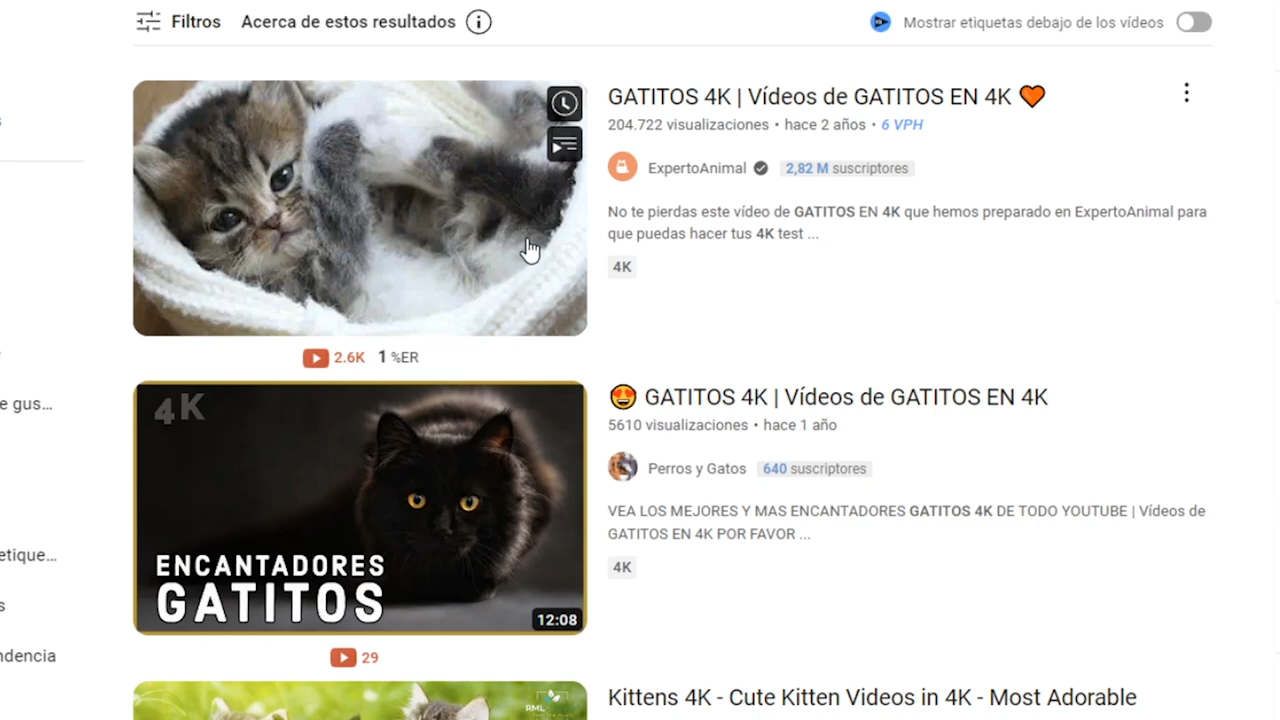 Filtros Acerca de estos resultados
Mostrar etiquetas debajo de los vídeos
GATITOS 4K | Vídeos de GATITOS EN 4K 🧡
204.722 visualizaciones • hace 2 años • 6 VPH
ExpertoAnimal 2,82 M suscriptores
No te pierdas este vídeo de GATITOS EN 4K que hemos preparado en ExpertoAnimal para
que puedas hacer tus 4K test ...
4K
2.6K 1 %ER
e gus...
etique...
s
ndencia
4K
ENCANTADORES
GATITOS
12:08
😍 GATITOS 4K | Vídeos de GATITOS EN 4K
5610 visualizaciones • hace 1 año
Perros y Gatos 640 suscriptores
VEA LOS MEJORES Y MAS ENCANTADORES GATITOS 4K DE TODO YOUTUBE | Vídeos de
GATITOS EN 4K POR FAVOR ...
4K
29
RML
Kittens 4K - Cute Kitten Videos in 4K - Most Adorable